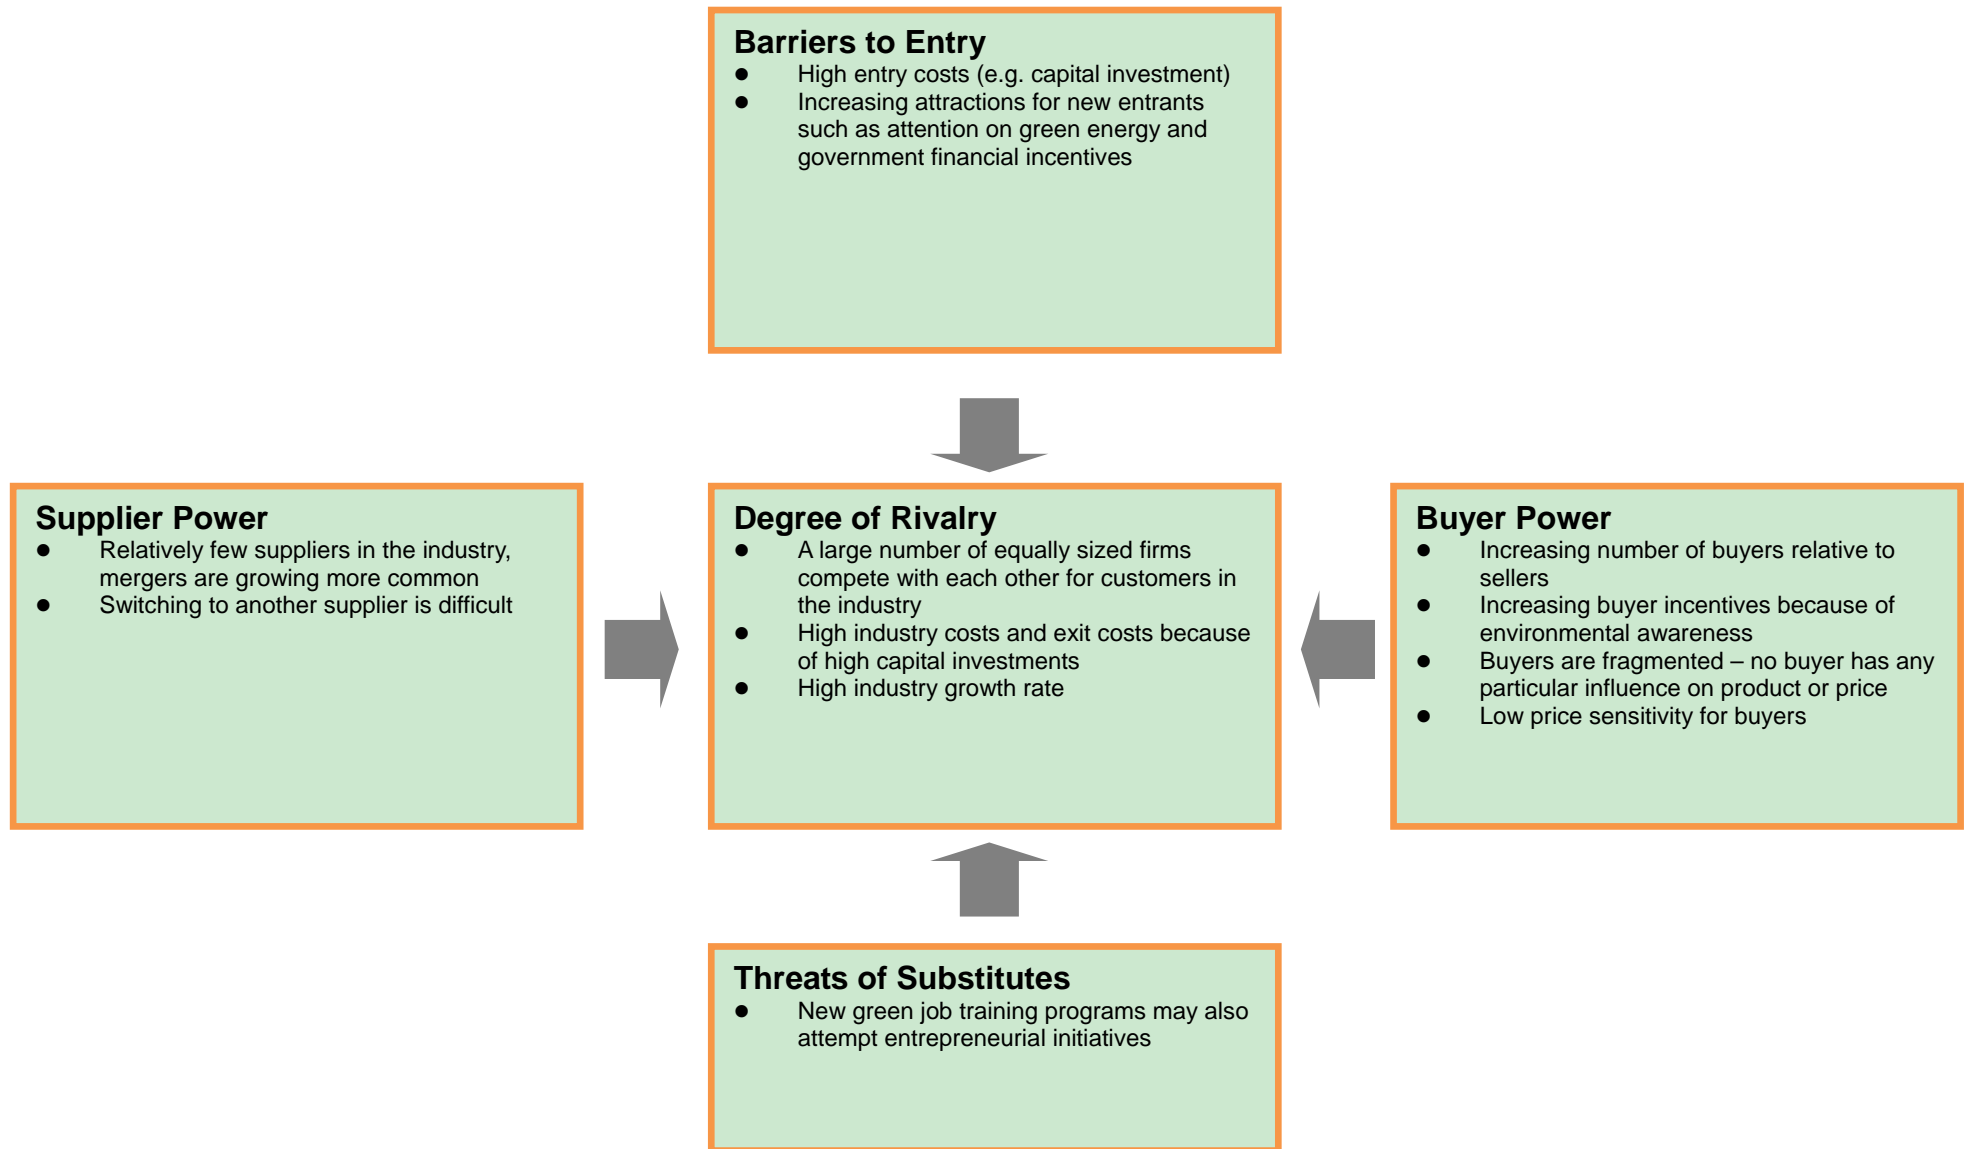 Barriers to Entry
● High entry costs (e.g. capital investment)
● Increasing attractions for new entrants
such as attention on green energy and
government financial incentives
Supplier Power
● Relatively few suppliers in the industry,
mergers are growing more common
● Switching to another supplier is difficult
Degree of Rivalry
● A large number of equally sized firms
compete with each other for customers in
the industry
● High industry costs and exit costs because
of high capital investments
● High industry growth rate
Buyer Power
● Increasing number of buyers relative to
sellers
● Increasing buyer incentives because of
environmental awareness
● Buyers are fragmented – no buyer has any
particular influence on product or price
● Low price sensitivity for buyers
Threats of Substitutes
● New green job training programs may also
attempt entrepreneurial initiatives